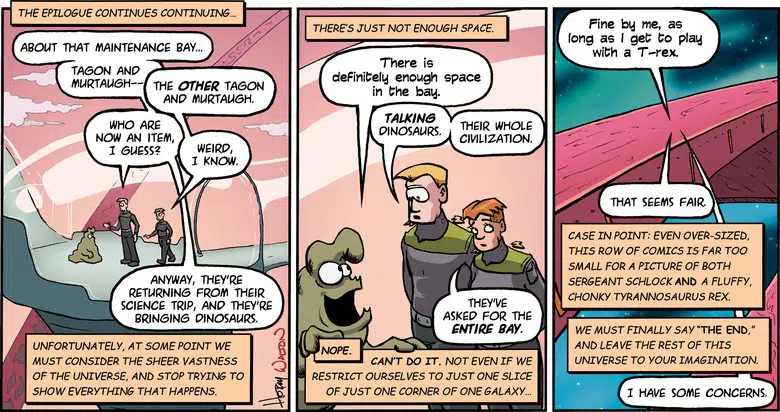 THE EPILOGUE CONTINUES CONTINUING...
ABOUT THAT MAINTENANCE BAY...
TAGON AND
MURTAUGH--
THE OTHER TAGON
AND MURTAUGH.
WHO ARE
NOW AN ITEM,
I GUESS?
WEIRD,
I KNOW.
ANYWAY, THEY'RE
RETURNING FROM THEIR
SCIENCE TRIP, AND THEY'RE
BRINGING DINOSAURS.
UNFORTUNATELY, AT SOME POINT WE
MUST CONSIDER THE SHEER VASTNESS
OF THE UNIVERSE, AND STOP TRYING TO
SHOW EVERYTHING THAT HAPPENS.
THERE'S JUST NOT ENOUGH SPACE.
There is
definitely enough space
in the bay.
TALKING
DINOSAURS.
THEIR WHOLE
CIVILIZATION.
THEY'VE
ASKED FOR THE
ENTIRE BAY.
NOPE.
CAN'T DO IT. NOT EVEN IF WE
RESTRICT OURSELVES TO JUST ONE SLICE
OF JUST ONE CORNER OF ONE GALAXY...
Fine by me, as
long as I get to play
with a T-rex.
THAT SEEMS FAIR.
CASE IN POINT: EVEN OVER-SIZED,
THIS ROW OF COMICS IS FAR TOO
SMALL FOR A PICTURE OF BOTH
SERGEANT SCHLOCK AND A FLUFFY,
CHONKY TYRANNOSAURUS REX.
WE MUST FINALLY SAY "THE END,"
AND LEAVE THE REST OF THIS
UNIVERSE TO YOUR IMAGINATION.
I HAVE SOME CONCERNS.